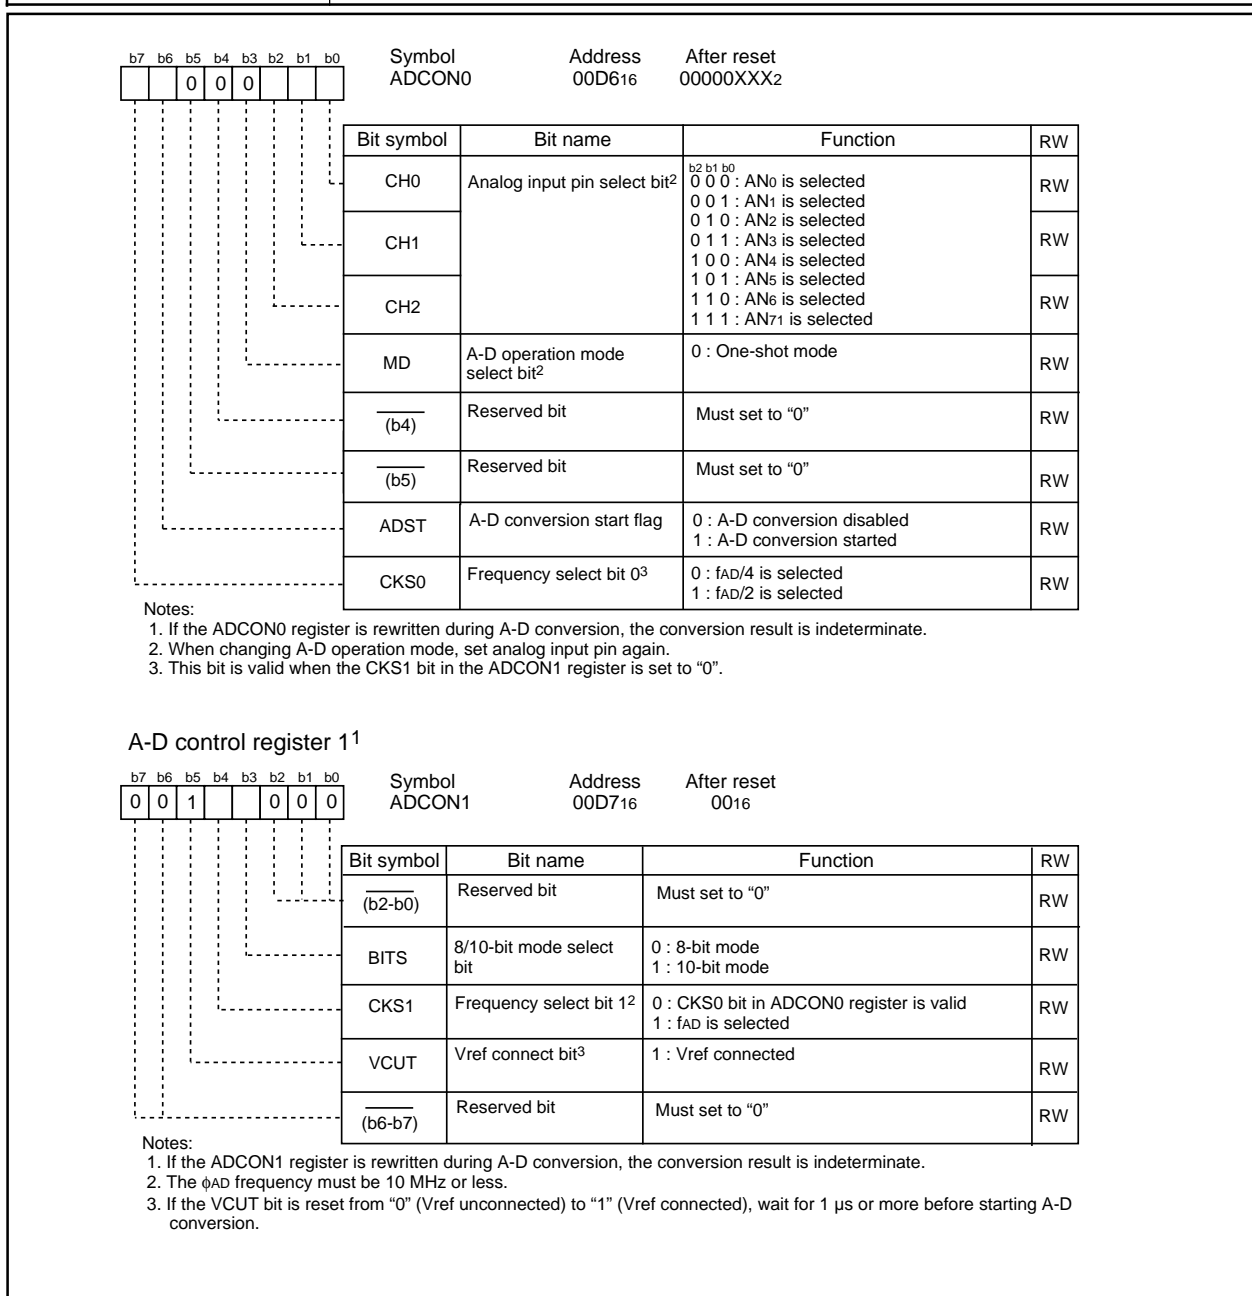 b7 b6 b5 b4 b3 b2 b1 b0
0 0 0
Symbol Address After reset
ADCON0 00D616 00000XXX2
Bit symbol Bit name Function RW
CH0 Analog input pin select bit2 RW
b2 b1 b0
0 0 0 : AN0 is selected
0 0 1 : AN1 is selected
0 1 0 : AN2 is selected
CH1 0 1 1 : AN3 is selected RW
1 0 0 : AN4 is selected
1 0 1 : AN5 is selected
CH2 1 1 0 : AN6 is selected RW
1 1 1 : AN71 is selected
MD A-D operation mode select bit2 0 : One-shot mode RW
(b4) Reserved bit Must set to “0” RW
(b5) Reserved bit Must set to “0” RW
ADST A-D conversion start flag 0 : A-D conversion disabled RW
1 : A-D conversion started
CKS0 Frequency select bit 03 0 : fAD/4 is selected RW
1 : fAD/2 is selected
Notes:
1. If the ADCON0 register is rewritten during A-D conversion, the conversion result is indeterminate.
2. When changing A-D operation mode, set analog input pin again.
3. This bit is valid when the CKS1 bit in the ADCON1 register is set to “0”.
A-D control register 11
b7 b6 b5 b4 b3 b2 b1 b0
0 0 1 0 0 0
Symbol Address After reset
ADCON1 00D716 0016
Bit symbol Bit name Function RW
(b2-b0) Reserved bit Must set to “0” RW
BITS 8/10-bit mode select bit 0 : 8-bit mode RW
1 : 10-bit mode
CKS1 Frequency select bit 12 0 : CKS0 bit in ADCON0 register is valid RW
1 : fAD is selected
VCUT Vref connect bit3 1 : Vref connected RW
(b6-b7) Reserved bit Must set to “0” RW
Notes:
1. If the ADCON1 register is rewritten during A-D conversion, the conversion result is indeterminate.
2. The ϕAD frequency must be 10 MHz or less.
3. If the VCUT bit is reset from “0” (Vref unconnected) to “1” (Vref connected), wait for 1 µs or more before starting A-D
conversion.